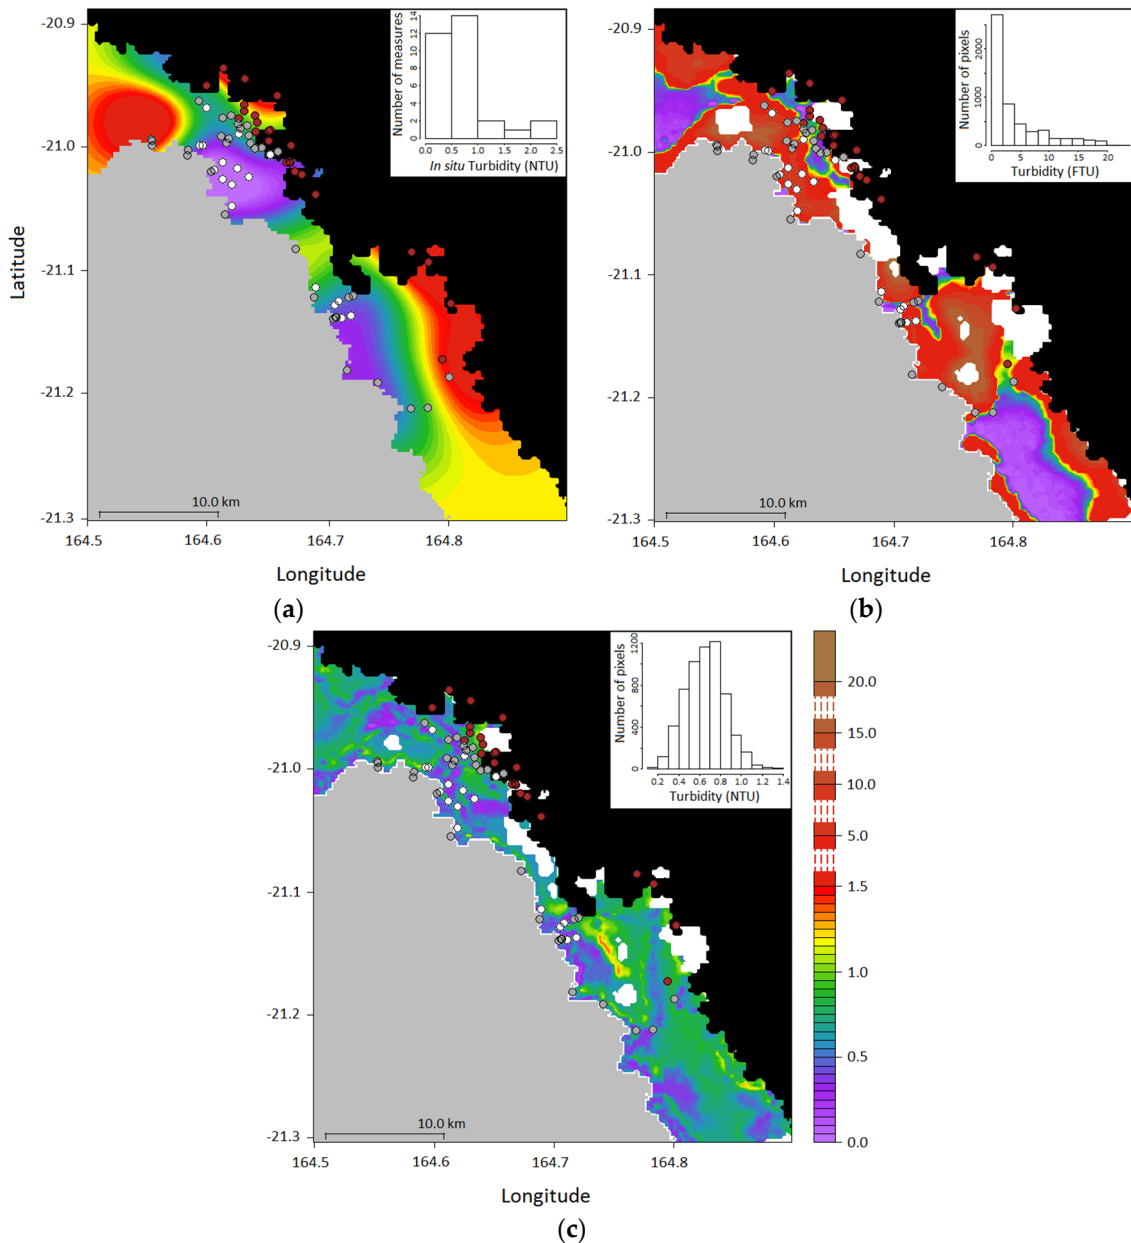 -20.9
-21.0
-21.1
-21.2
-21.3
Latitude
14
10
8
6
4
2
0
Number of measures
0.0 0.5 1.0 1.5 2.0 2.5
In situ Turbidity (NTU)
10.0 km
164.5 164.6 164.7 164.8
Longitude
(a)
-20.9
-21.0
-21.1
-21.2
-21.3
Number of pixels
2000
1000
0
0 5 10 15 20
Turbidity (FTU)
10.0 km
164.5 164.6 164.7 164.8
Longitude
(b)
-20.9
-21.0
-21.1
-21.2
-21.3
Number of pixels
1200
800
400
0
0.2 0.4 0.6 0.8 1.0 1.2 1.4
Turbidity (NTU)
10.0 km
164.5 164.6 164.7 164.8
Longitude
(c)
20.0
15.0
10.0
5.0
1.5
1.0
0.5
0.0